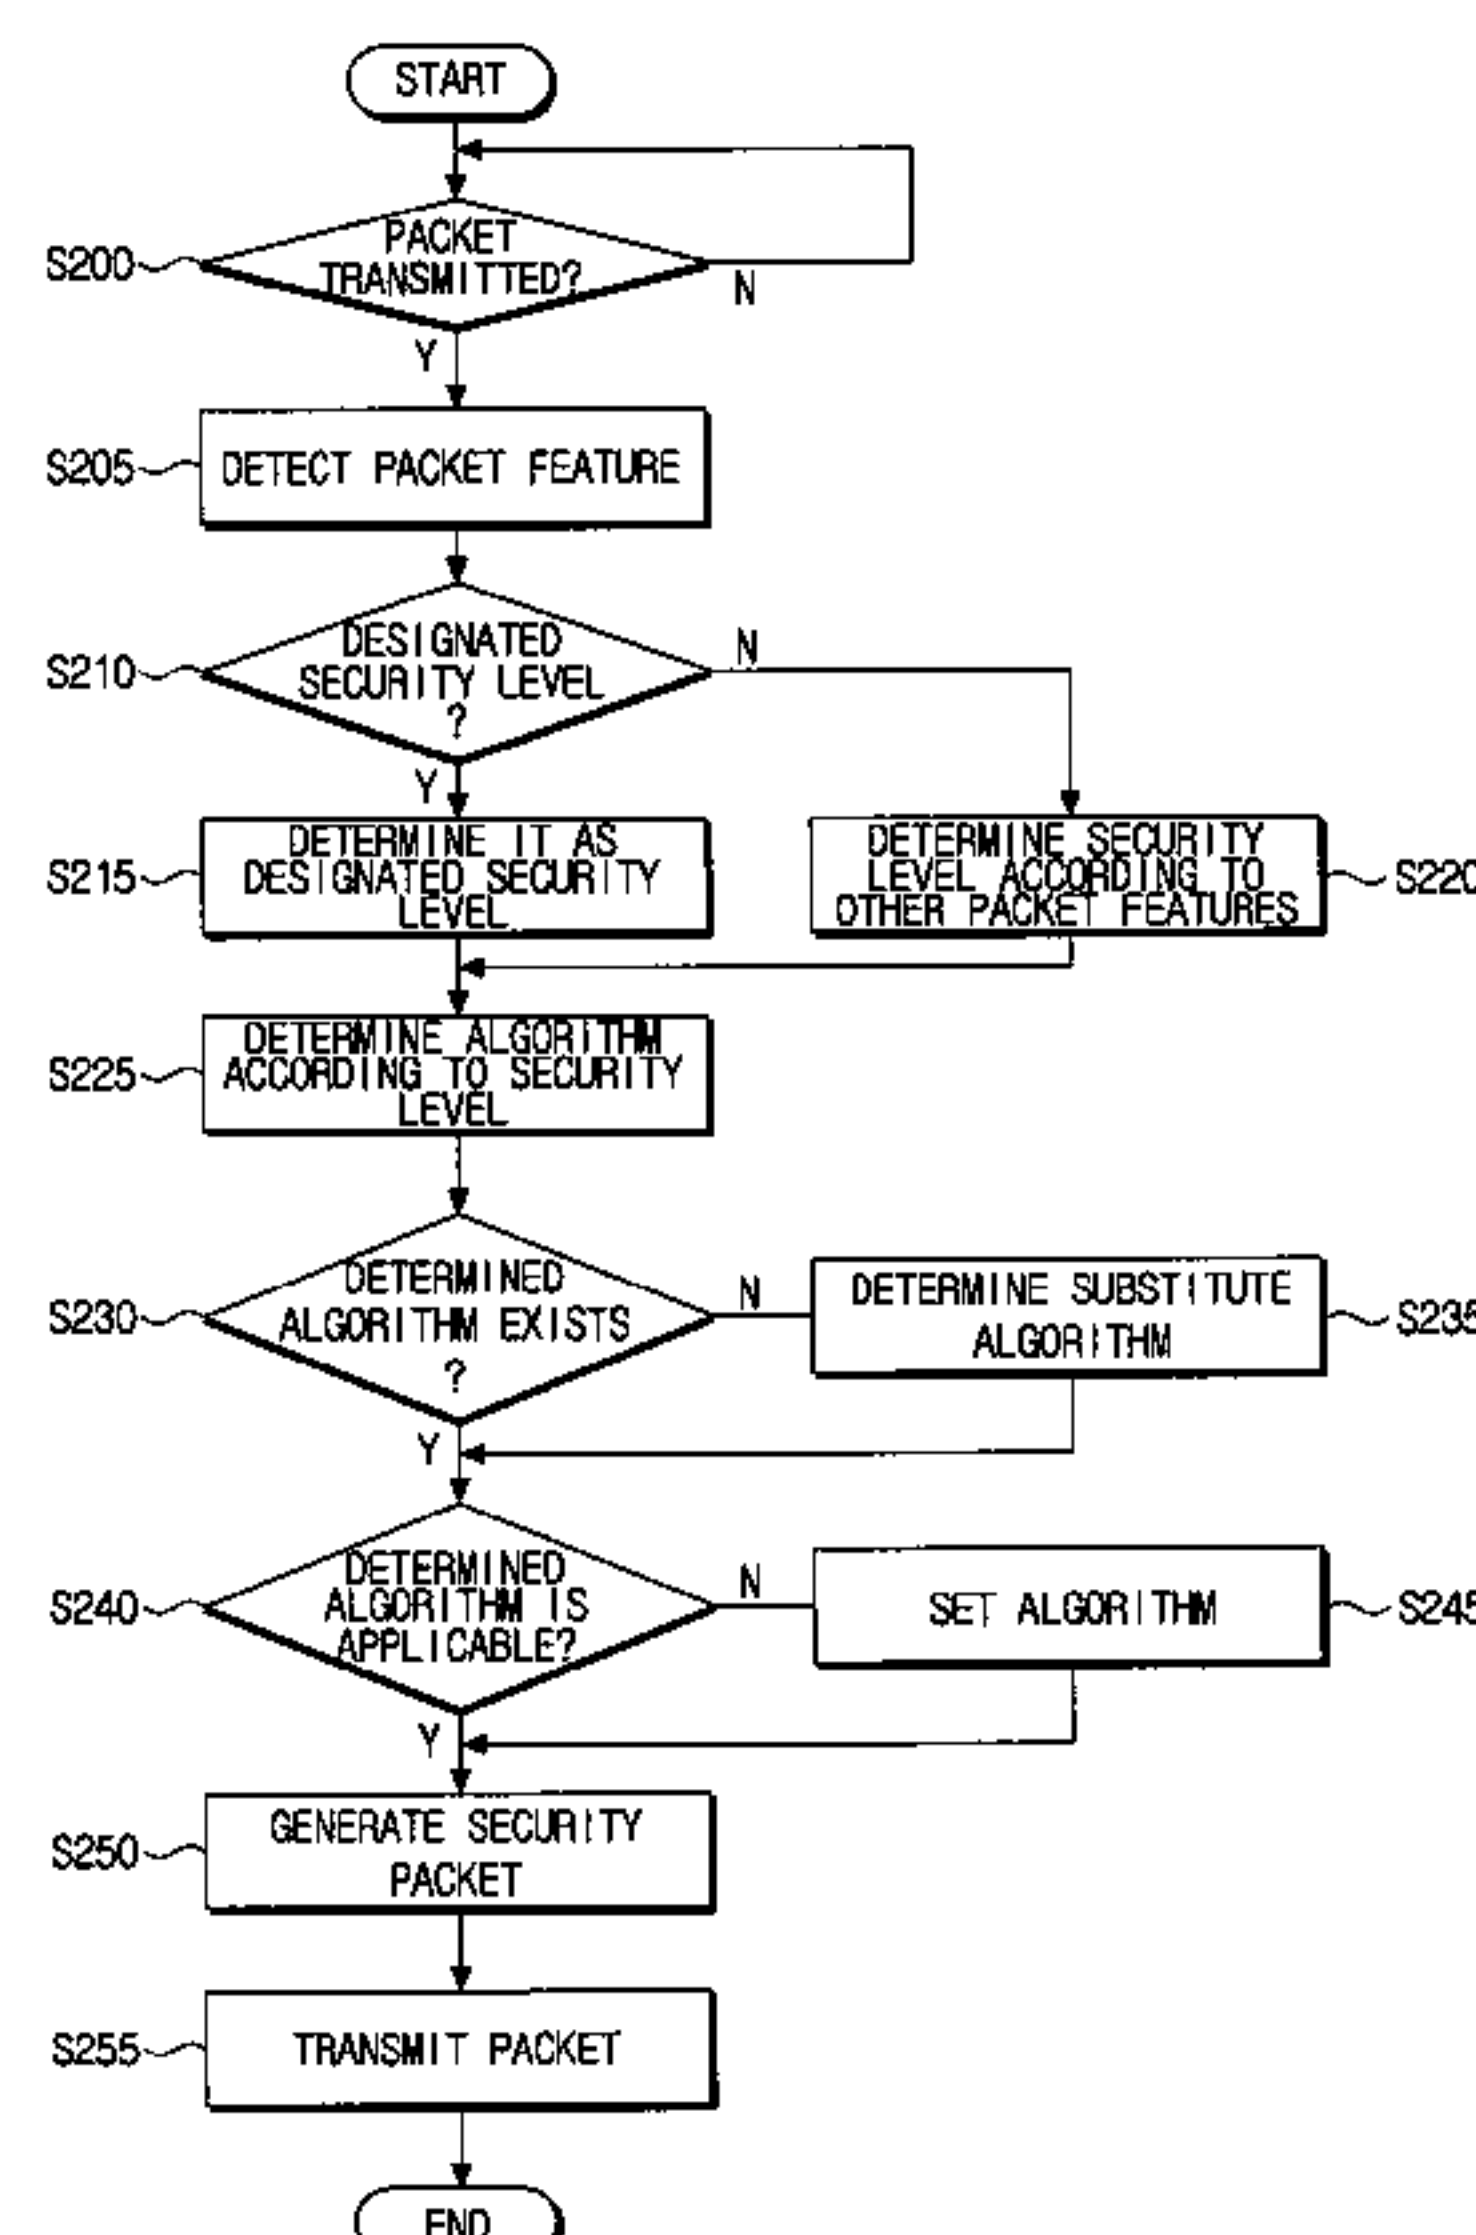 START
PACKET
TRANSMITTED?
S200
N
Y
S205
DETECT PACKET FEATURE
DESIGNATED
SECURITY LEVEL
?
S210
N
Y
DETERMINE IT AS
DESIGNATED SECURITY
LEVEL
S215
DETERMINE SECURITY
LEVEL ACCORDING TO
OTHER PACKET FEATURES
S220
DETERMINE ALGORITHM
ACCORDING TO SECURITY
LEVEL
S225
DETERMINED
ALGORITHM EXISTS
?
S230
N
Y
DETERMINE SUBSTITUTE
ALGORITHM
S235
DETERMINED
ALGORITHM IS
APPLICABLE?
S240
N
Y
SET ALGORITHM
S245
GENERATE SECURITY
PACKET
S250
S255
TRANSMIT PACKET
END